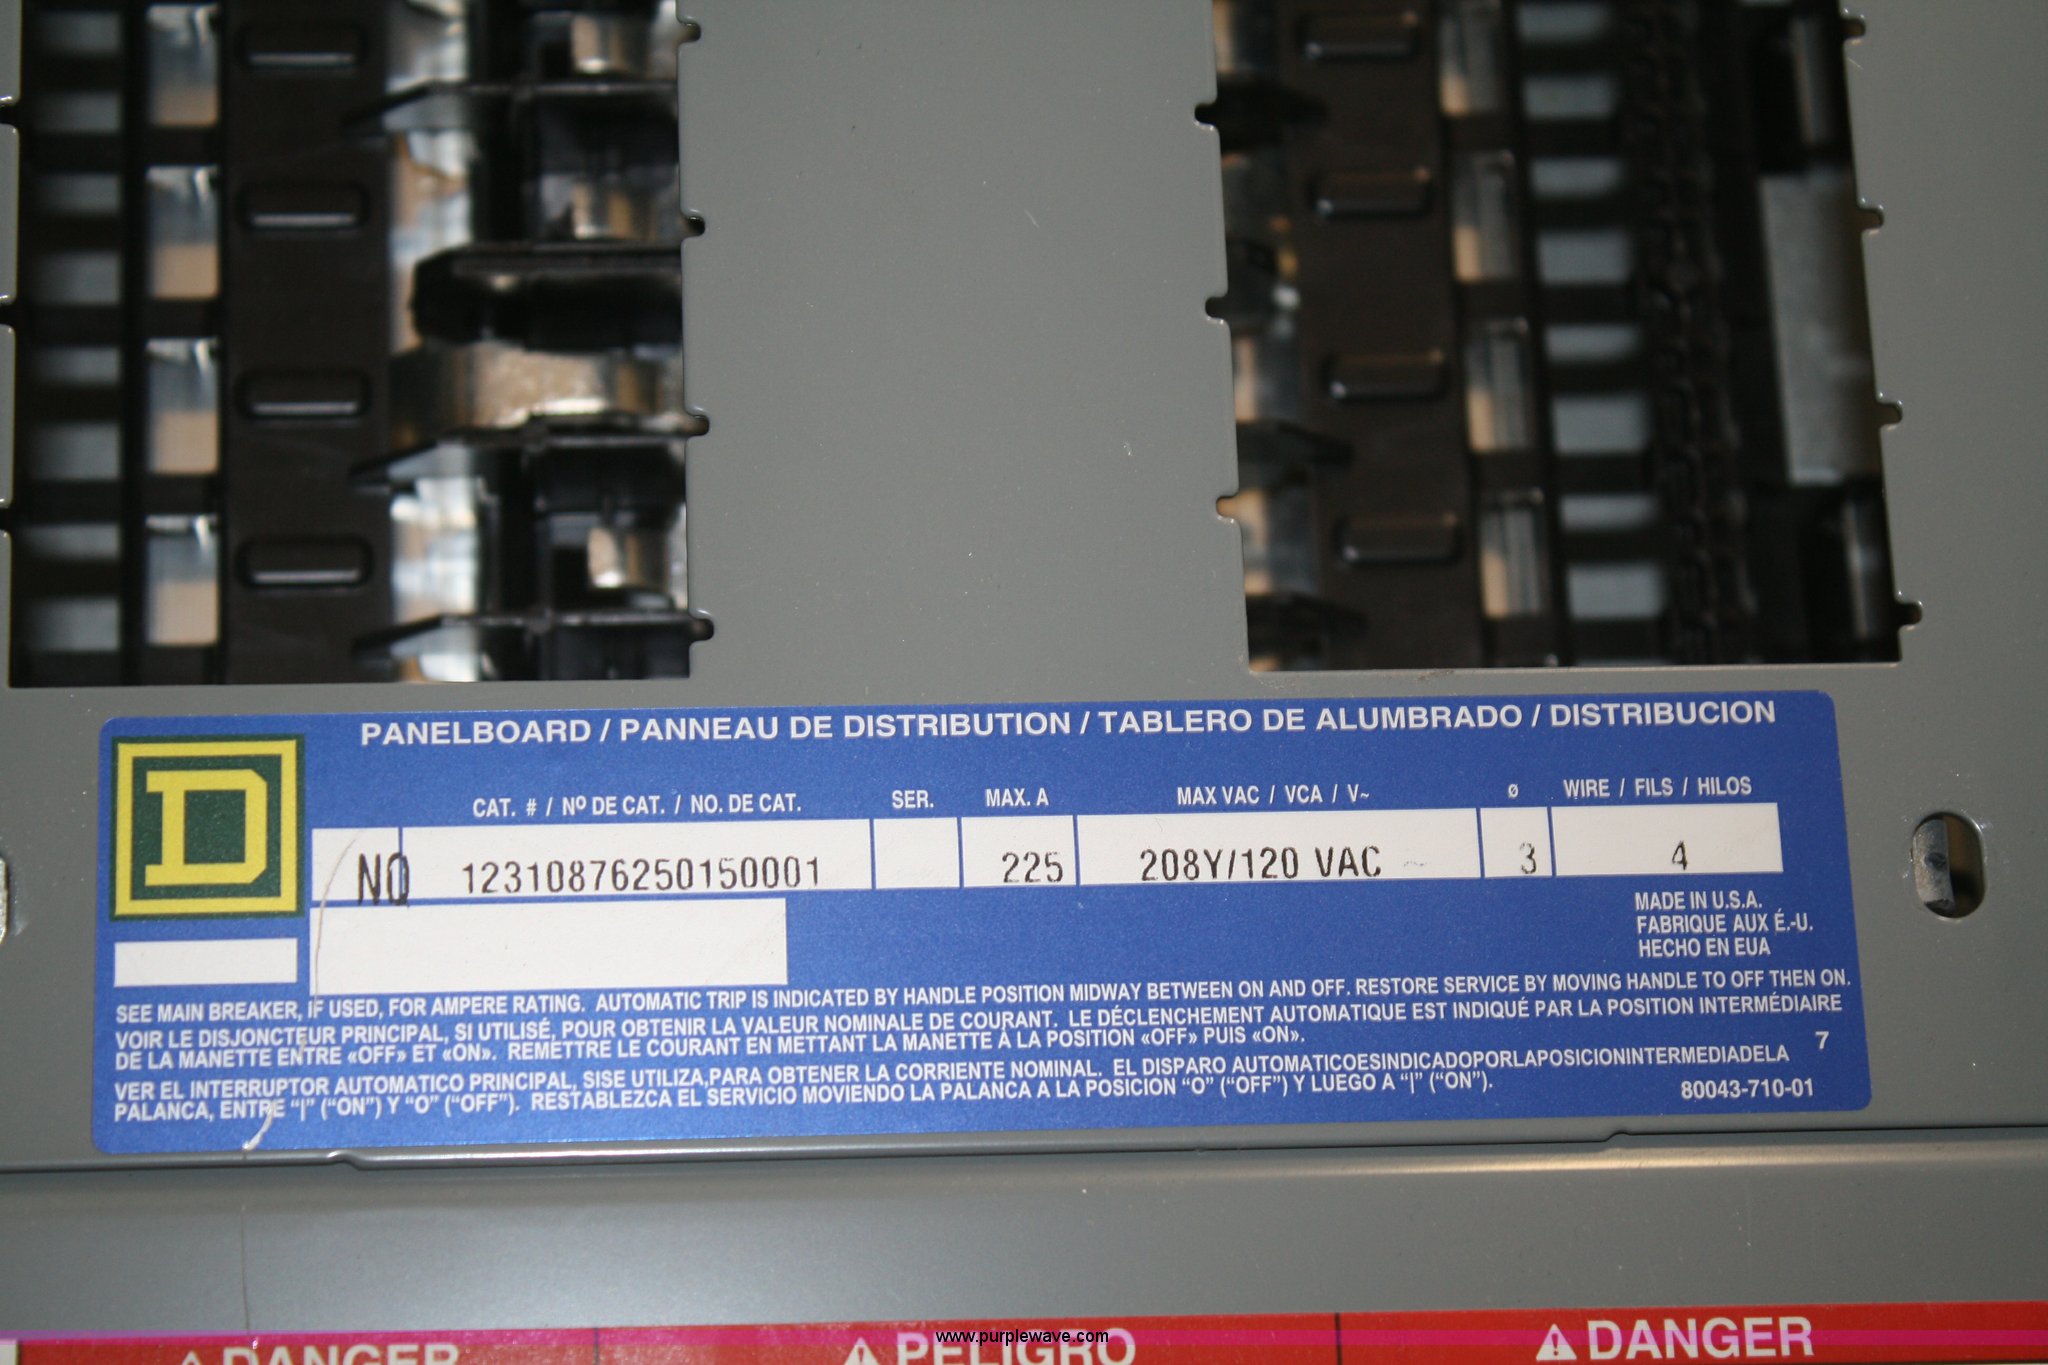 PANELBOARD / PANNEAU DE DISTRIBUTION / TABLERO DE ALUMBRADO / DISTRIBUCION
D
CAT. # / Nº DE CAT. / NO. DE CAT. SER. MAX. A MAX VAC / VCA / V~ ø WIRE / FILS / HILOS
NQ 12310876250150001 225 208Y/120 VAC ~ 3 4
MADE IN U.S.A.
FABRIQUE AUX É.-U.
HECHO EN EUA
SEE MAIN BREAKER, IF USED, FOR AMPERE RATING. AUTOMATIC TRIP IS INDICATED BY HANDLE POSITION MIDWAY BETWEEN ON AND OFF. RESTORE SERVICE BY MOVING HANDLE TO OFF THEN ON.
VOIR LE DISJONCTEUR PRINCIPAL, SI UTILISÉ, POUR OBTENIR LA VALEUR NOMINALE DE COURANT. LE DÉCLENCHEMENT AUTOMATIQUE EST INDIQUÉ PAR LA POSITION INTERMÉDIAIRE
DE LA MANETTE ENTRE «OFF» ET «ON». REMETTRE LE COURANT EN METTANT LA MANETTE À LA POSITION «OFF» PUIS «ON».
7
VER EL INTERRUPTOR AUTOMATICO PRINCIPAL, SISE UTILIZA,PARA OBTENER LA CORRIENTE NOMINAL. EL DISPARO AUTOMATICOESINDICADOPORLAPOSICIONINTERMEDIADELA
PALANCA, ENTRE "|" ("ON") Y "O" ("OFF"). RESTABLEZCA EL SERVICIO MOVIENDO LA PALANCA A LA POSICION "O" ("OFF") Y LUEGO A "|" ("ON").
80043-710-01
DANGER PELIGRO DANGER
www.purplewave.com